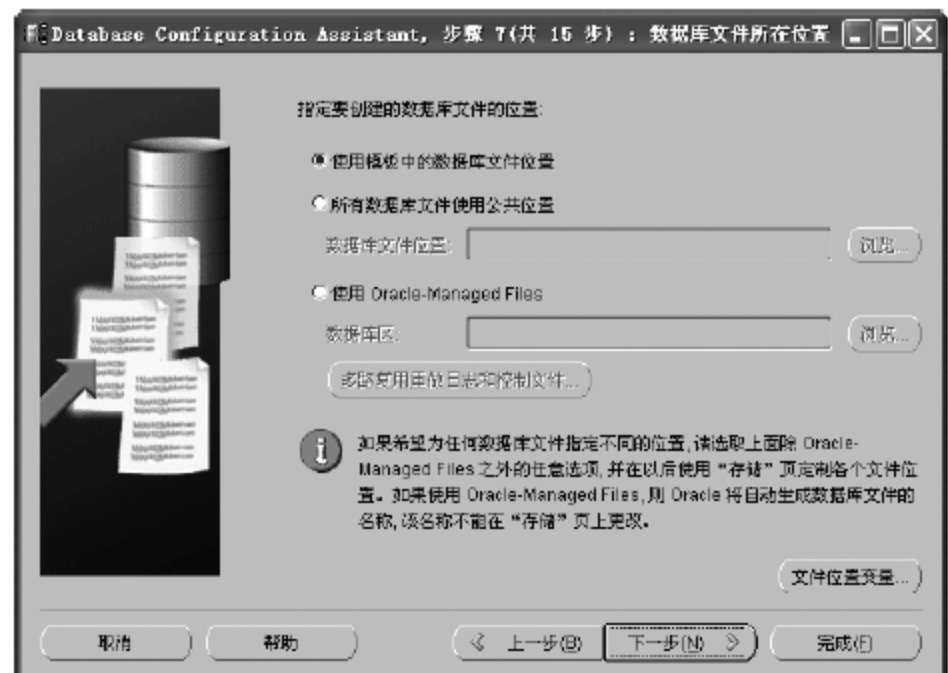 Database Configuration Assistant, 步骤 7(共 15 步) : 数据库文件所在位置
指定要创建的数据库文件的位置:
使用模板中的数据库文件位置
所有数据库文件使用公共位置
数据库文件位置:
浏览...
使用 Oracle-Managed Files
数据库区:
浏览...
多路复用重做日志和控制文件...
如果希望为任何数据库文件指定不同的位置,请选取上面除 Oracle-
Managed Files 之外的任意选项,并在以后使用“存储”页定制各个文件位
置。如果使用 Oracle-Managed Files,则 Oracle 将自动生成数据库文件的
名称,该名称不能在“存储”页上更改。
文件位置变量...
取消
帮助
上一步(B)
下一步(N)
完成(F)